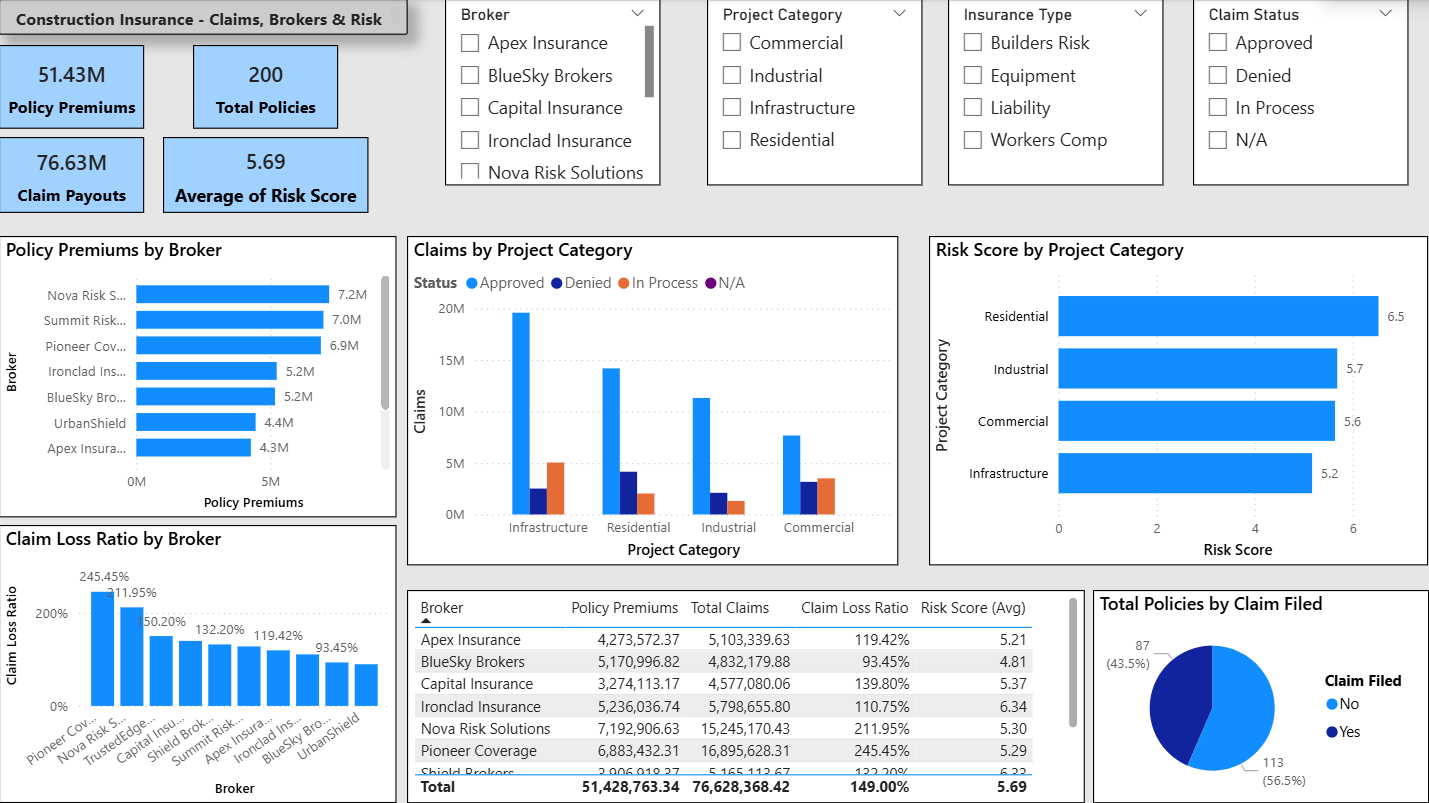 Construction Insurance - Claims, Brokers & Risk
51.43M
Policy Premiums
200
Total Policies
76.63M
Claim Payouts
5.69
Average of Risk Score
Broker
Apex Insurance
BlueSky Brokers
Capital Insurance
Ironclad Insurance
Nova Risk Solutions
Project Category
Commercial
Industrial
Infrastructure
Residential
Insurance Type
Builders Risk
Equipment
Liability
Workers Comp
Claim Status
Approved
Denied
In Process
N/A
Policy Premiums by Broker
Broker
Nova Risk S... 7.2M
Summit Risk... 7.0M
Pioneer Cov... 6.9M
Ironclad Ins... 5.2M
BlueSky Bro... 5.2M
UrbanShield 4.4M
Apex Insura... 4.3M
0M 5M
Policy Premiums
Claims by Project Category
Status Approved Denied In Process N/A
Claims
20M
15M
10M
5M
0M
Infrastructure Residential Industrial Commercial
Project Category
Risk Score by Project Category
Project Category
Residential 6.5
Industrial 5.7
Commercial 5.6
Infrastructure 5.2
0 2 4 6
Risk Score
Claim Loss Ratio by Broker
Claim Loss Ratio
200%
0%
245.45%
211.95%
150.20%
132.20%
119.42%
93.45%
Pioneer Cov...
Nova Risk S...
TrustedEdge...
Capital Insu...
Shield Brok...
Summit Risk...
Apex Insura...
Ironclad Ins...
BlueSky Bro...
UrbanShield
Broker
Broker Policy Premiums Total Claims Claim Loss Ratio Risk Score (Avg)
Apex Insurance 4,273,572.37 5,103,339.63 119.42% 5.21
BlueSky Brokers 5,170,996.82 4,832,179.88 93.45% 4.81
Capital Insurance 3,274,113.17 4,577,080.06 139.80% 5.37
Ironclad Insurance 5,236,036.74 5,798,655.80 110.75% 6.34
Nova Risk Solutions 7,192,906.63 15,245,170.43 211.95% 5.30
Pioneer Coverage 6,883,432.31 16,895,628.31 245.45% 5.29
Shield Brokers 3,906,918.37 5,165,113.67 132.20% 6.33
Total 51,428,763.34 76,628,368.42 149.00% 5.69
Total Policies by Claim Filed
87
(43.5%)
113
(56.5%)
Claim Filed
No
Yes